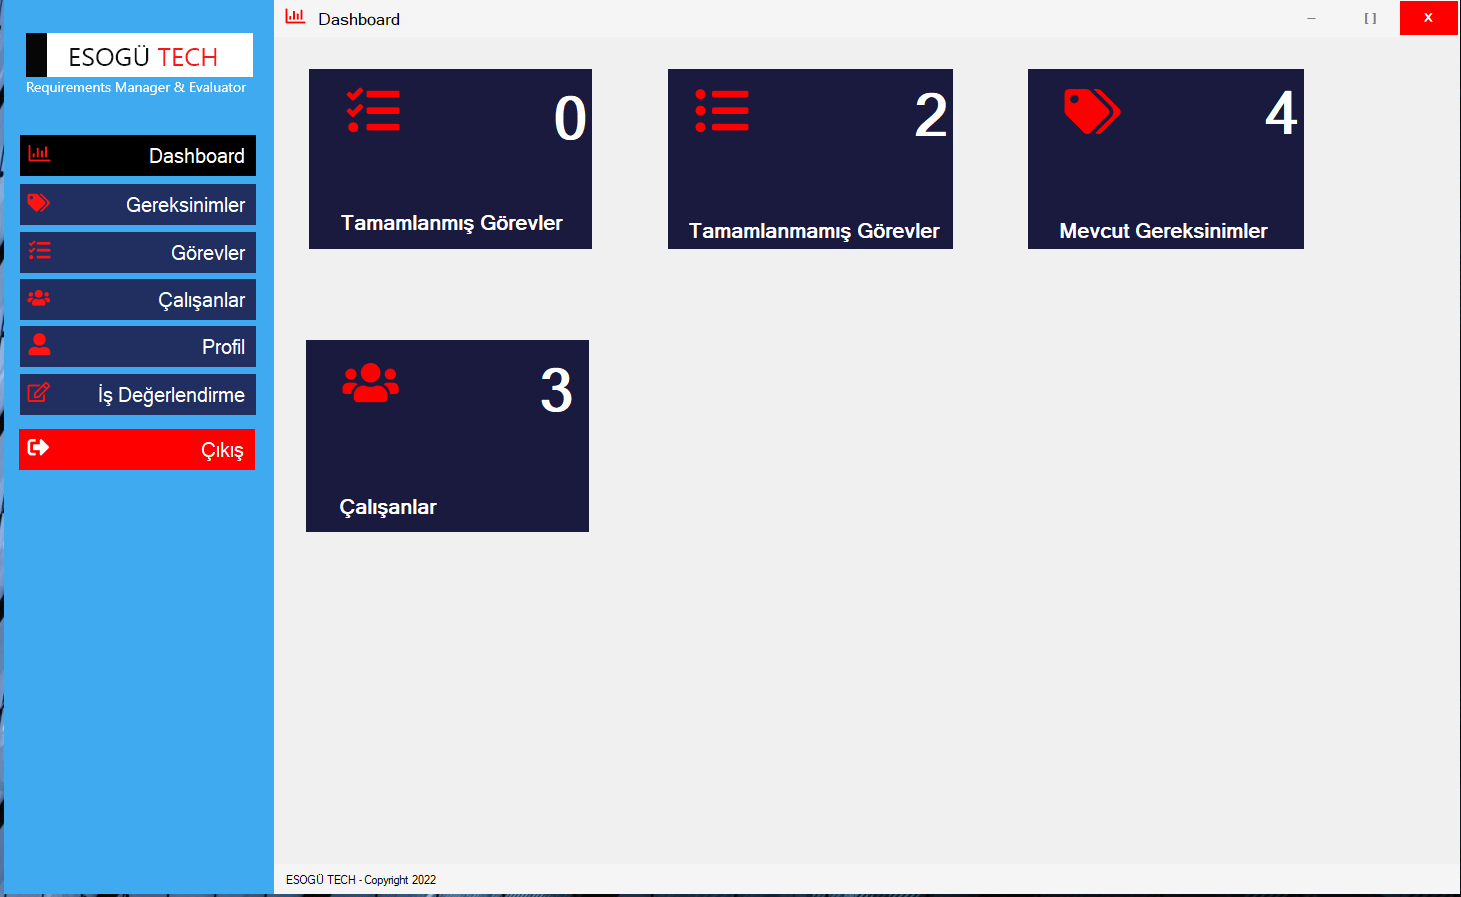 ESOGÜ TECH
Requirements Manager & Evaluator
Dashboard
Gereksinimler
Görevler
Çalışanlar
Profil
İş Değerlendirme
Çıkış
Dashboard
– [ ] X
0
Tamamlanmış Görevler
2
Tamamlanmamış Görevler
4
Mevcut Gereksinimler
3
Çalışanlar
ESOGÜ TECH - Copyright 2022